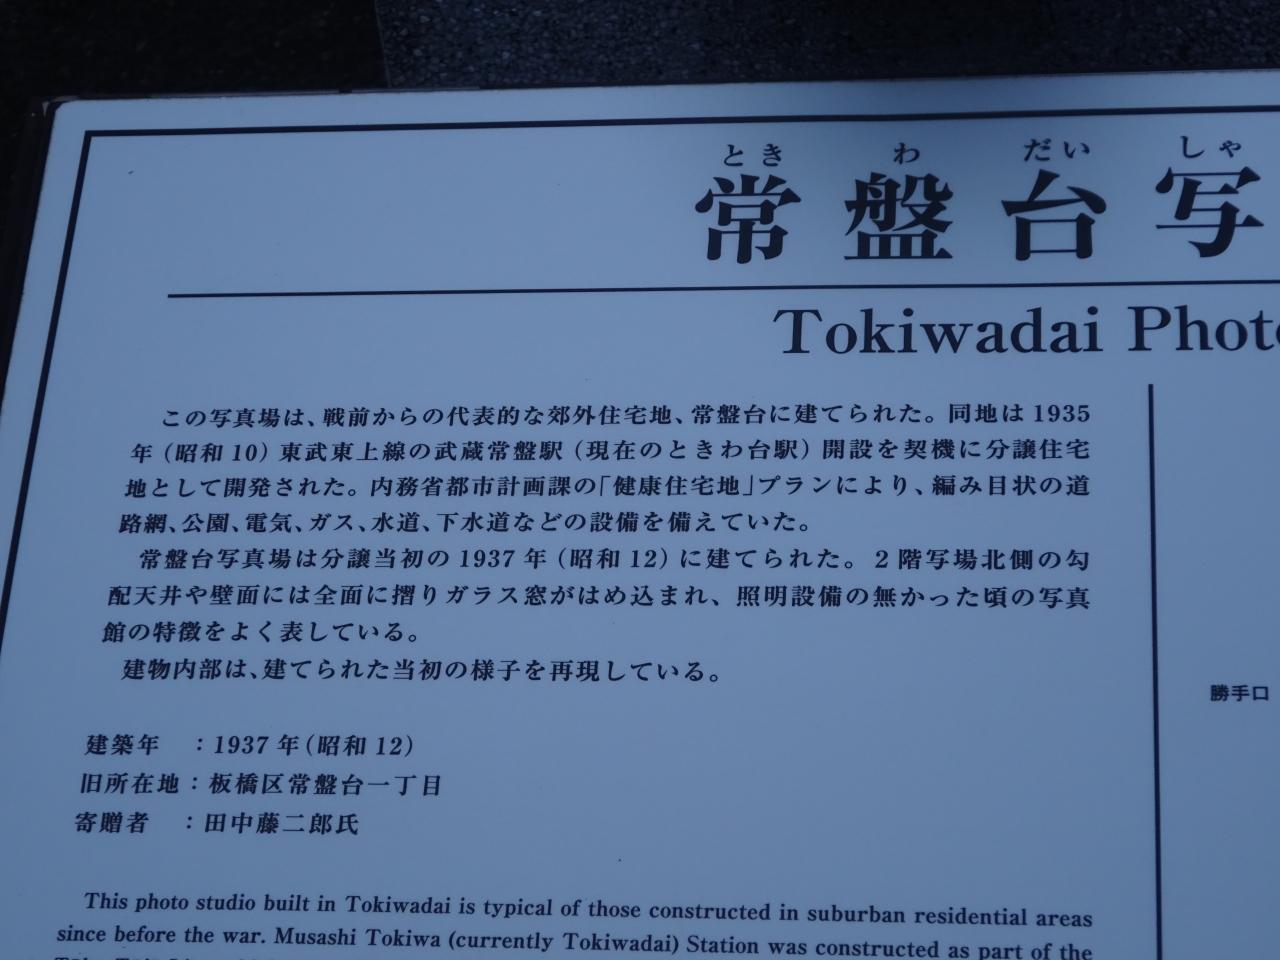 とき わ だい しゃ
常盤台写
Tokiwadai Phot
この写真場は、戦前からの代表的な郊外住宅地、常盤台に建てられた。同地は1935
年（昭和10）東武東上線の武蔵常盤駅（現在のときわ台駅）開設を契機に分譲住宅
地として開発された。内務省都市計画課の「健康住宅地」プランにより、編み目状の道
路網、公園、電気、ガス、水道、下水道などの設備を備えていた。
常盤台写真場は分譲当初の1937年（昭和12）に建てられた。2階写場北側の勾
配天井や壁面には全面に摺りガラス窓がはめ込まれ、照明設備の無かった頃の写真
館の特徴をよく表している。
建物内部は、建てられた当初の様子を再現している。
勝手口
建築年　：1937年（昭和12）
旧所在地：板橋区常盤台一丁目
寄贈者　：田中藤二郎氏
This photo studio built in Tokiwadai is typical of those constructed in suburban residential areas
since before the war. Musashi Tokiwa (currently Tokiwadai) Station was constructed as part of the